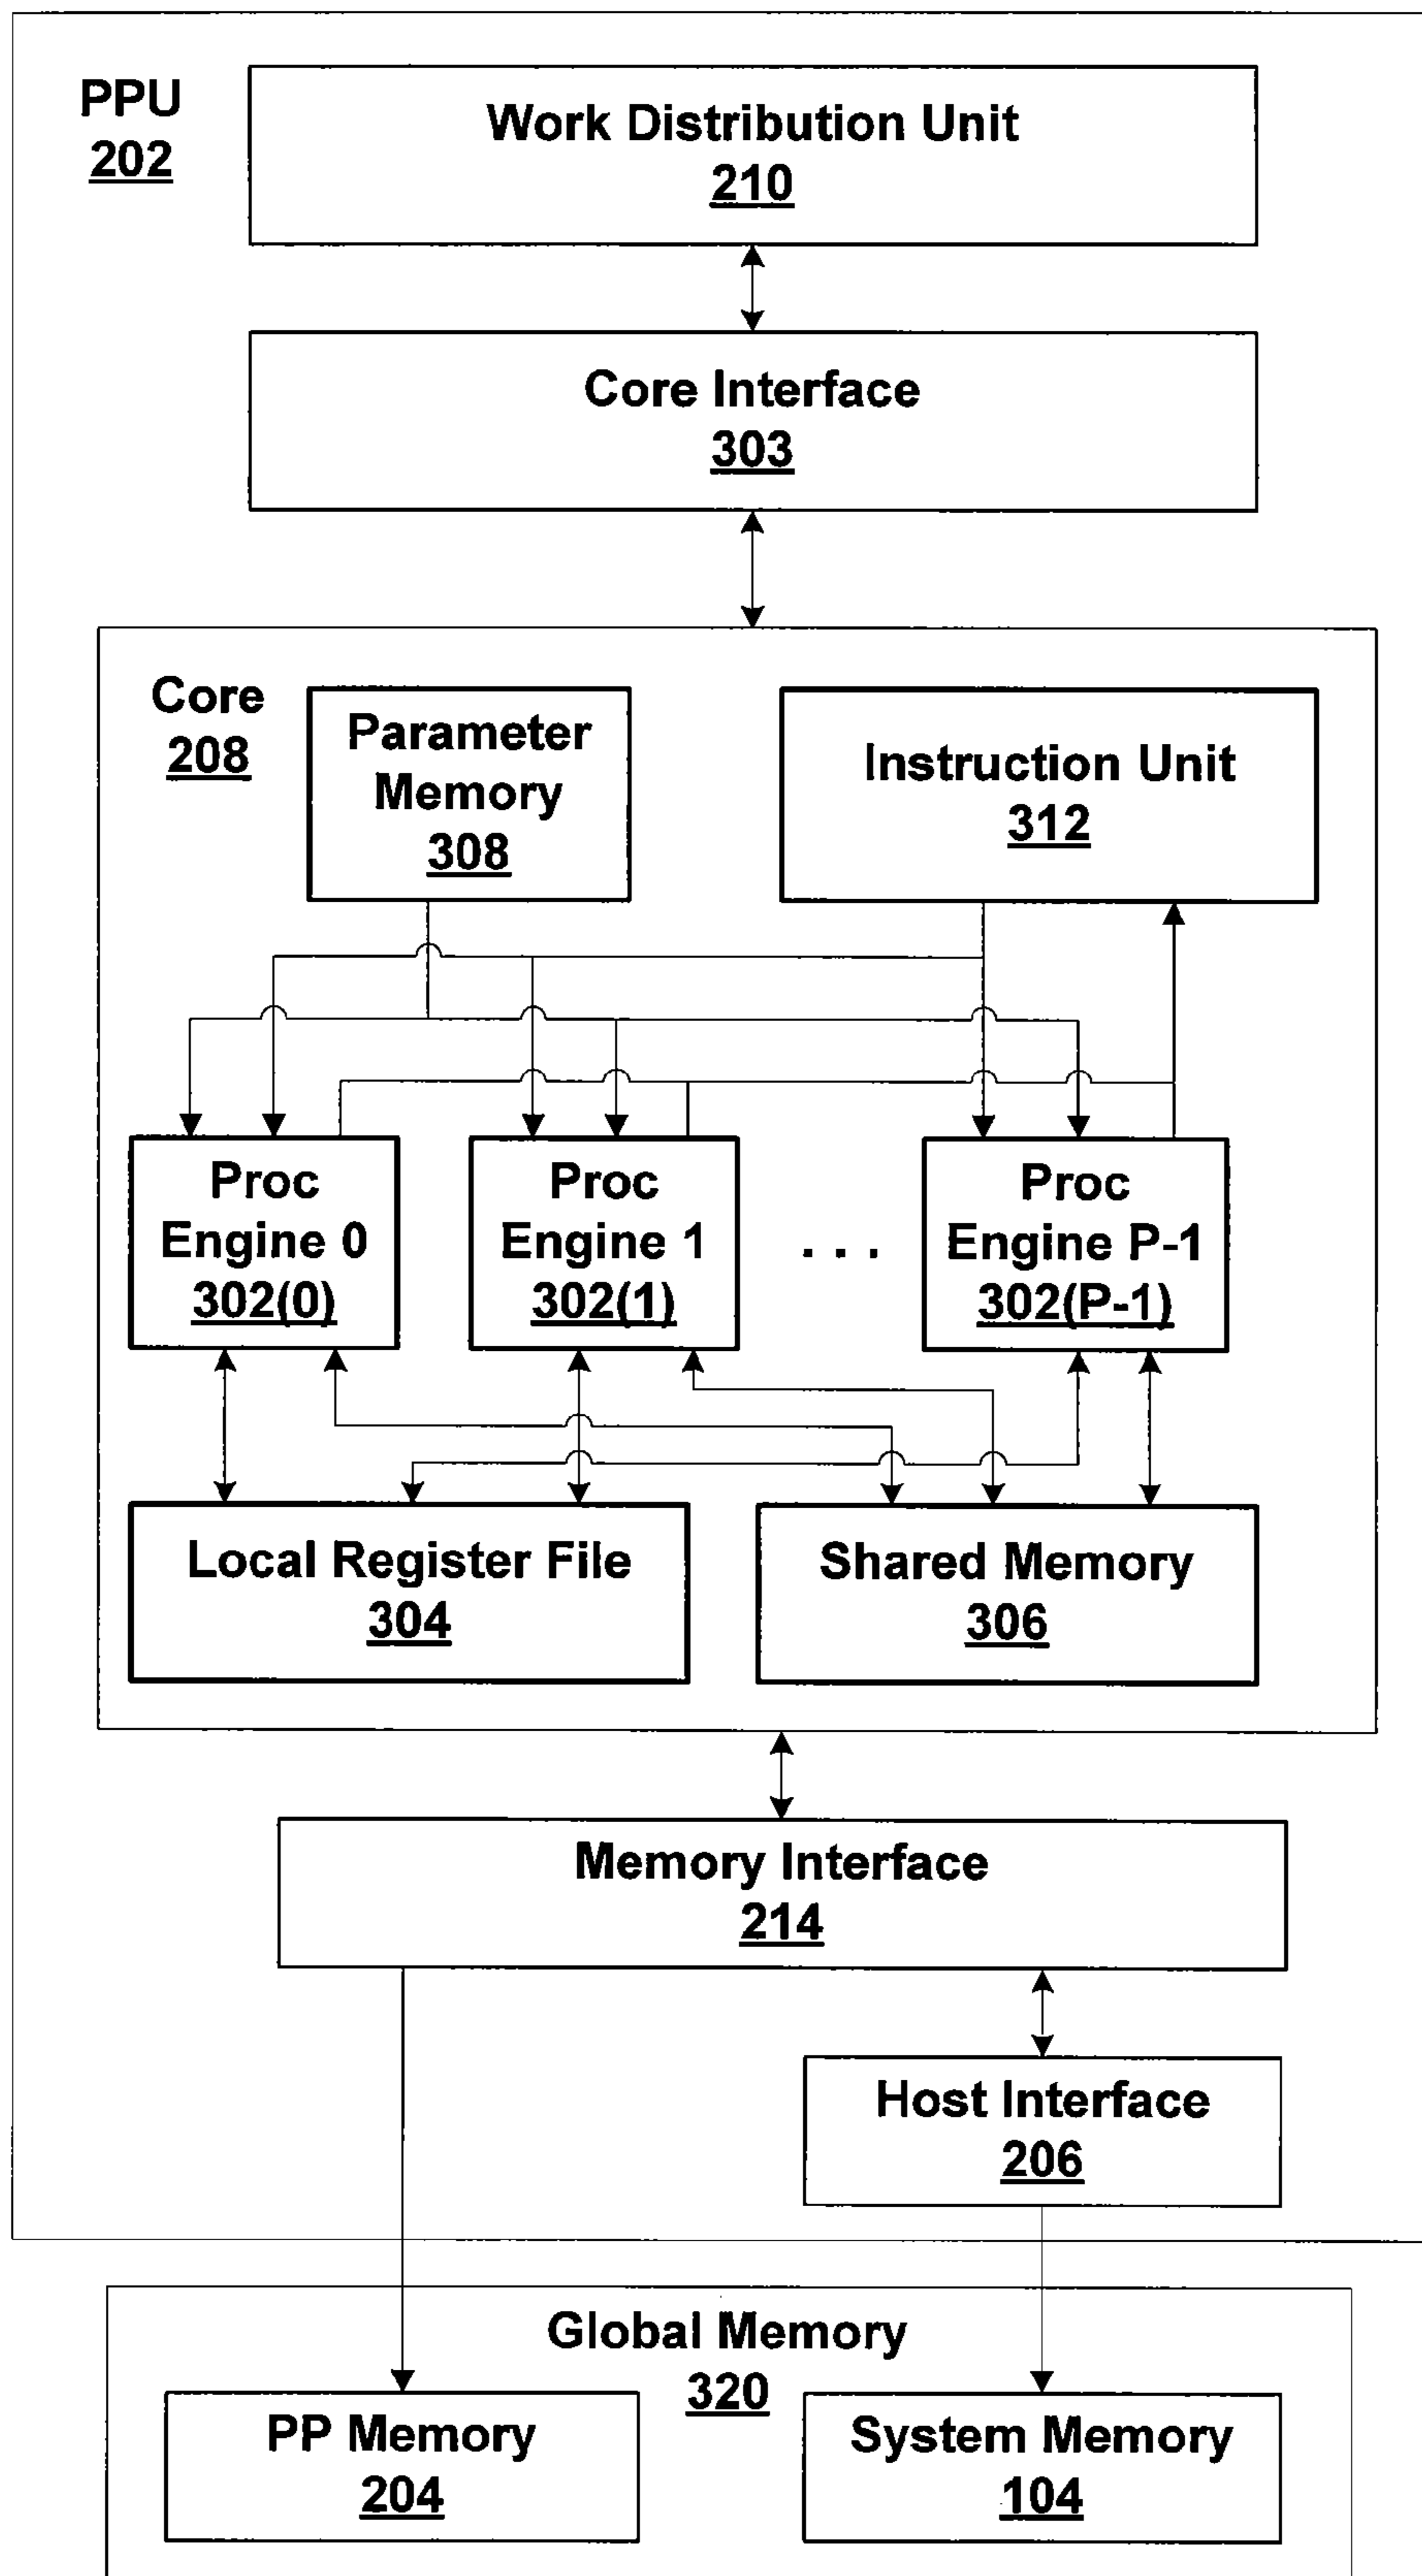 PPU
202
Work Distribution Unit
210
Core Interface
303
Core
208
Parameter
Memory
308
Instruction Unit
312
Proc
Engine 0
302(0)
Proc
Engine 1
302(1)
. . .
Proc
Engine P-1
302(P-1)
Local Register File
304
Shared Memory
306
Memory Interface
214
Host Interface
206
Global Memory
320
PP Memory
204
System Memory
104